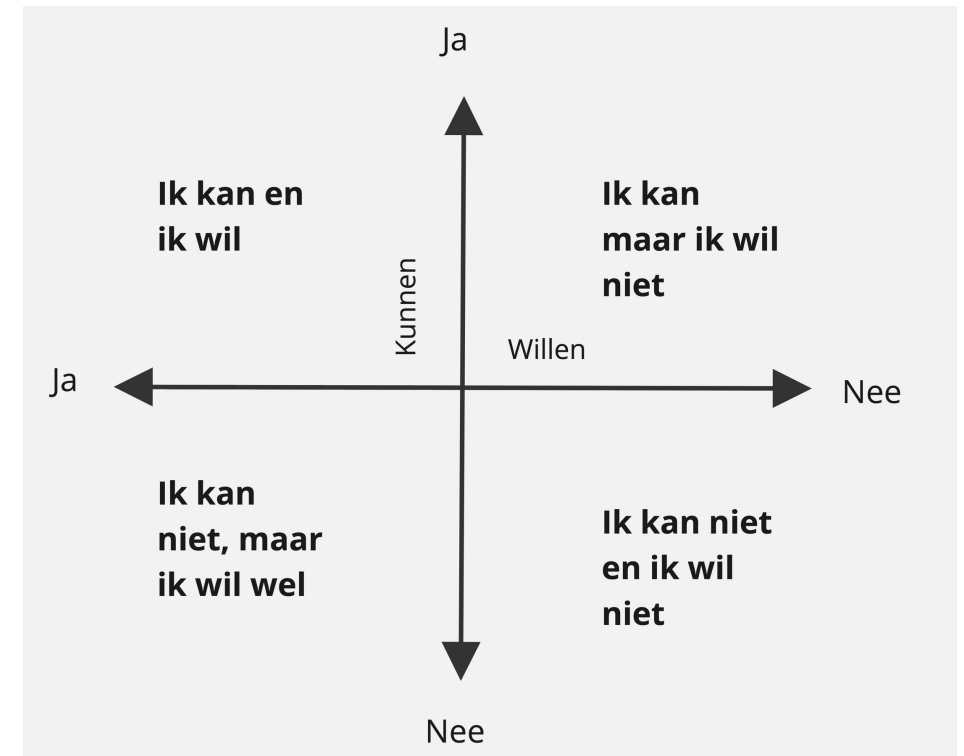 Ja
Ik kan en
ik wil
Ik kan
maar ik wil
niet
Kunnen
Willen
Ja
Nee
Ik kan
niet, maar
ik wil wel
Ik kan niet
en ik wil
niet
Nee